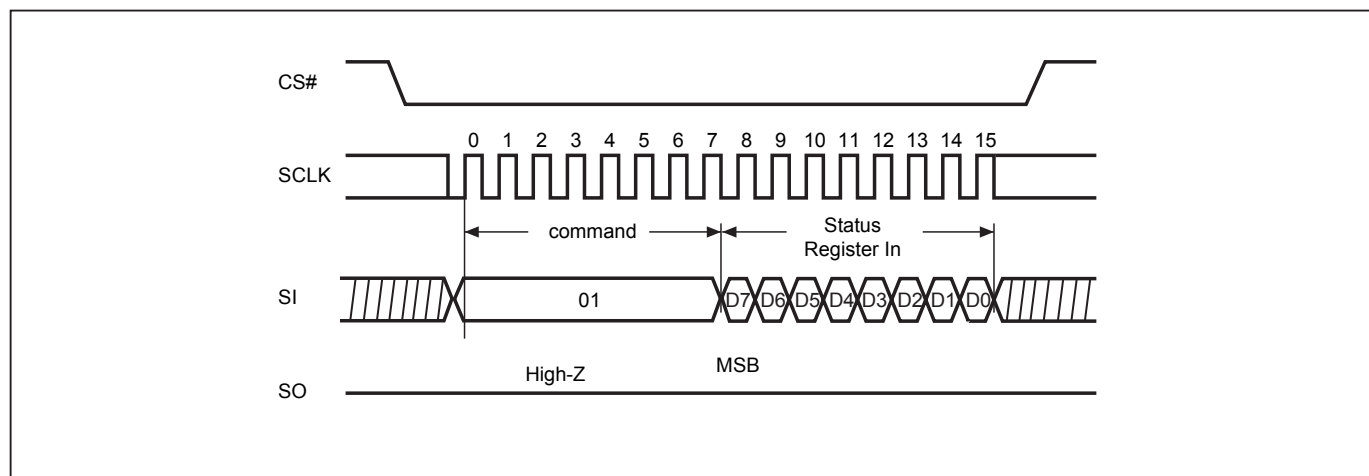 CS#
0 1 2 3 4 5 6 7 8 9 10 11 12 13 14 15
SCLK
command
Status
Register In
SI
01
D7 D6 D5 D4 D3 D2 D1 D0
MSB
High-Z
SO